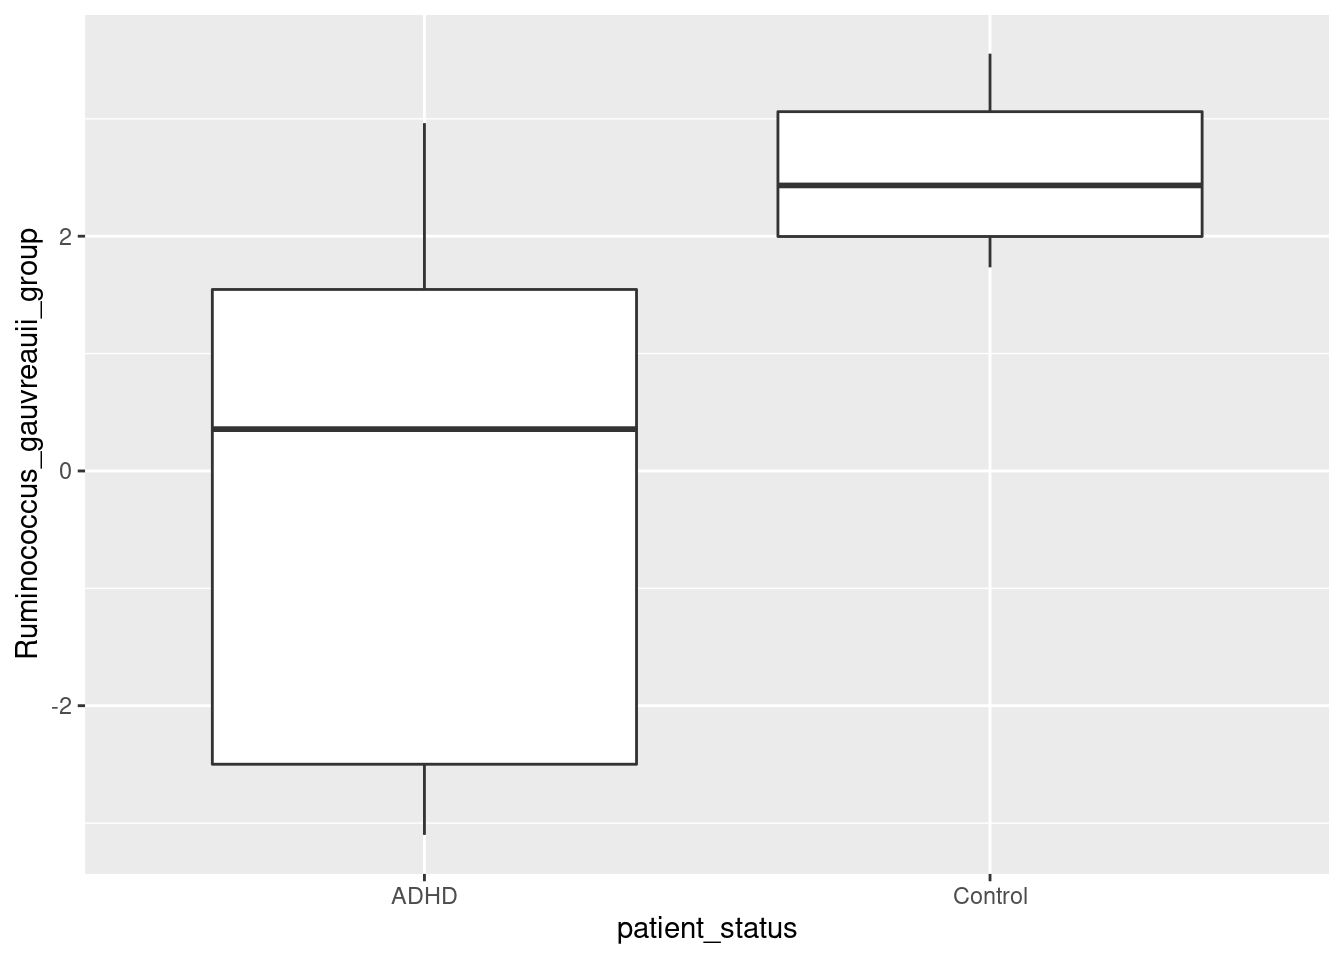 Ruminococcus_gauvreauii_group
2
0
-2
ADHD
Control
patient_status